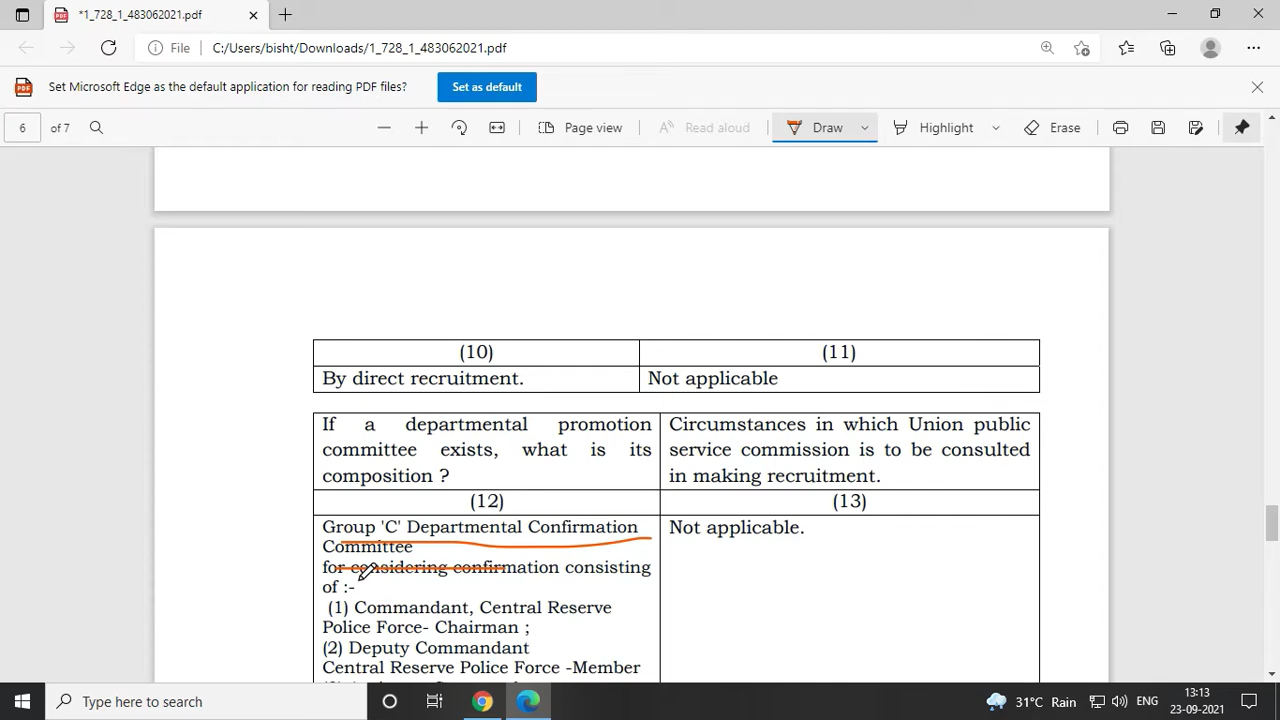 *1_728_1_483062021.pdf
File C:/Users/bisht/Downloads/1_728_1_483062021.pdf
Set Microsoft Edge as the default application for reading PDF files? Set as default
6 of 7 Page view Read aloud Draw Highlight Erase
(10) (11)
By direct recruitment. Not applicable
If a departmental promotion
committee exists, what is its
composition ?
Circumstances in which Union public
service commission is to be consulted
in making recruitment.
(12) (13)
Group 'C' Departmental Confirmation
Committee
for considering confirmation consisting
of :-
(1) Commandant, Central Reserve
Police Force- Chairman ;
(2) Deputy Commandant
Central Reserve Police Force -Member
Not applicable.
Type here to search
31°C Rain ENG 13:13
23-09-2021